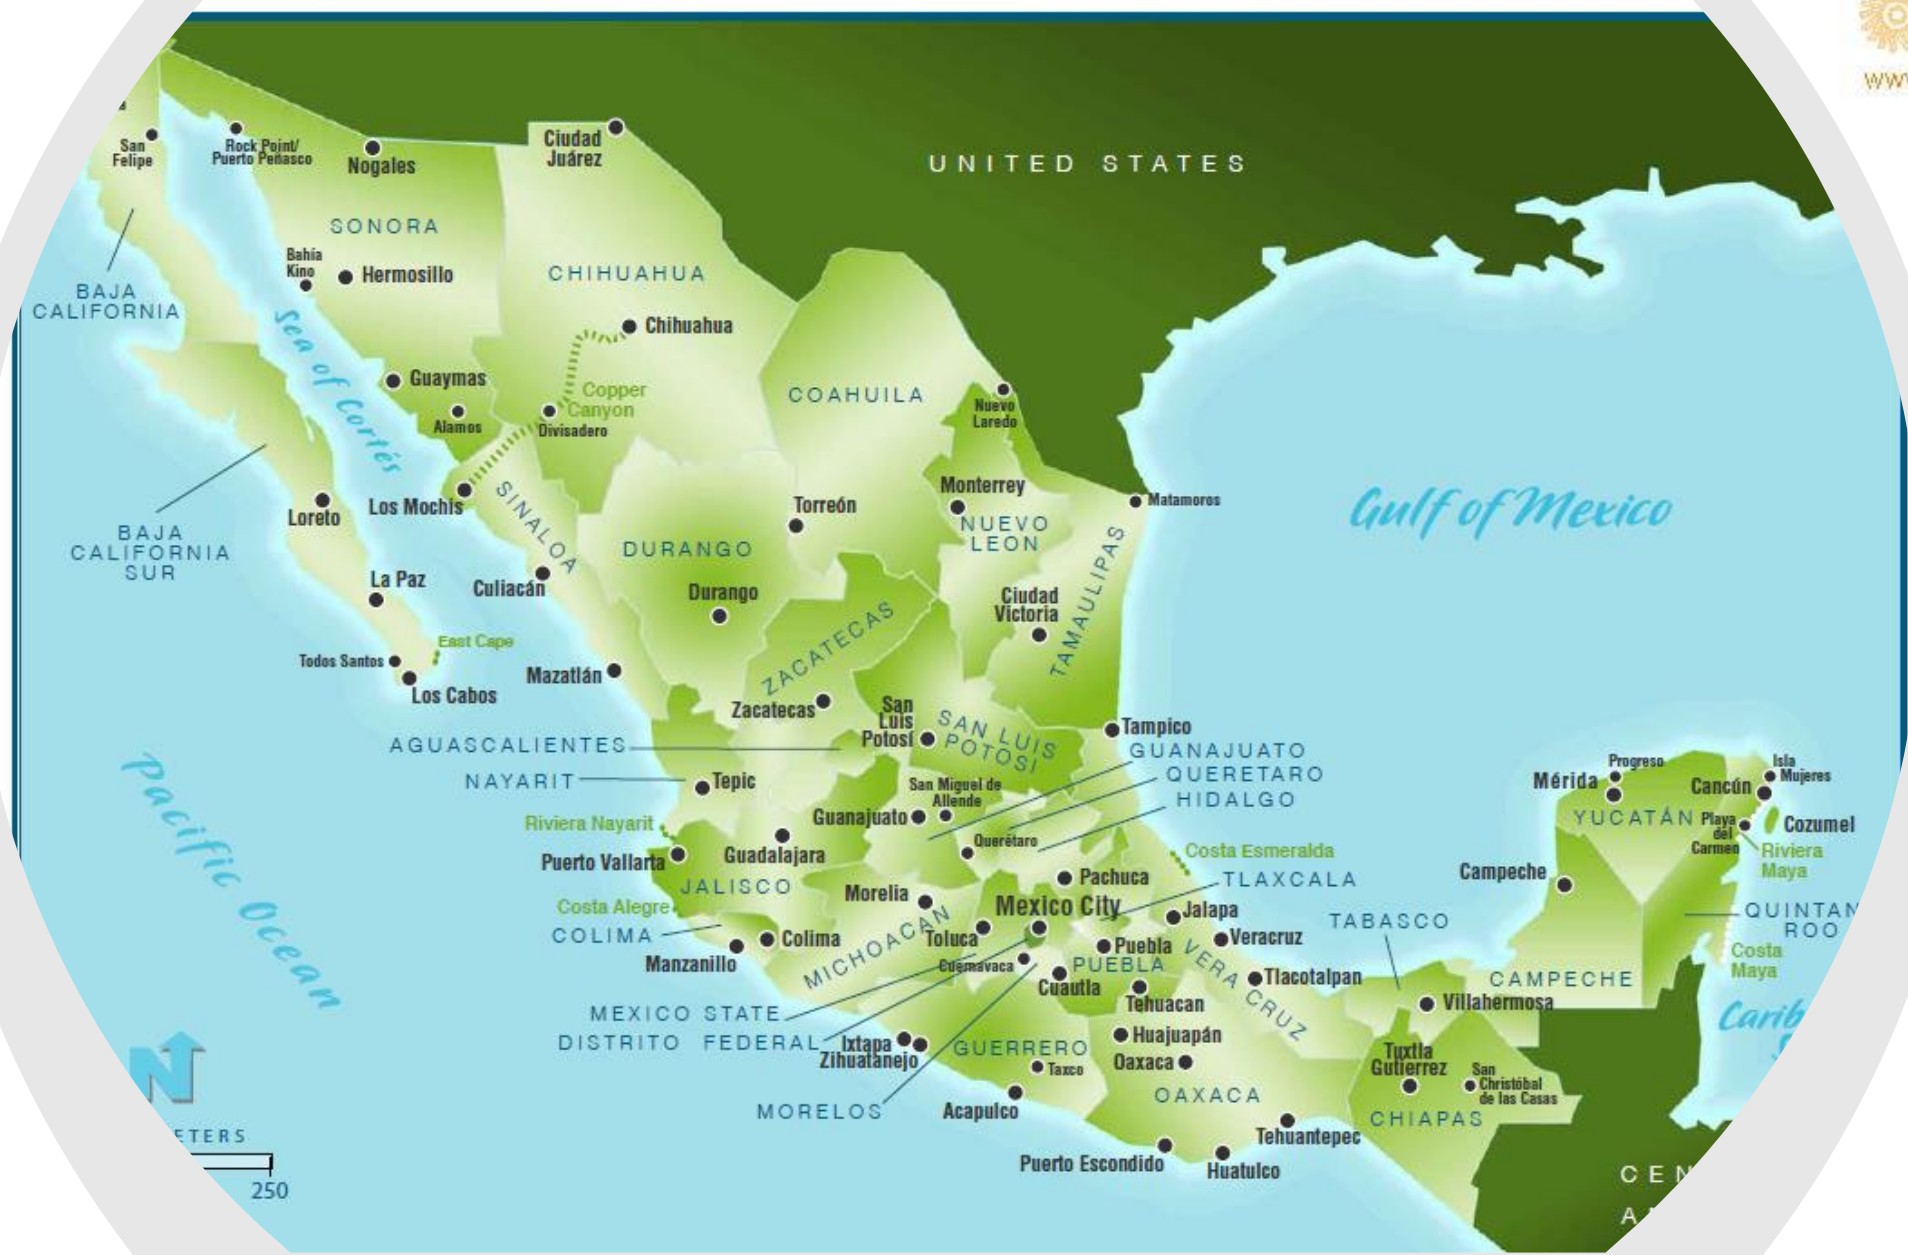 WWW
UNITED STATES
San
Felipe
Rock Point/
Puerto Peñasco
Nogales
Ciudad
Juárez
SONORA
Bahía
Kino
Hermosillo
CHIHUAHUA
BAJA
CALIFORNIA
Chihuahua
Sea of Cortés
Guaymas
Copper
Canyon
Alamos
Divisadero
COAHUILA
Nuevo
Laredo
Los Mochis
Loreto
SINALOA
Torreón
Monterrey
Matamoros
Gulf of Mexico
NUEVO
LEON
BAJA
CALIFORNIA
SUR
DURANGO
TAMAULIPAS
La Paz
Culiacán
Durango
Ciudad
Victoria
ZACATECAS
East Cape
Todos Santos
Los Cabos
Mazatlán
Zacatecas
San
Luis
Potosí
SAN LUIS
POTOSI
Tampico
AGUASCALIENTES
NAYARIT
Tepic
GUANAJUATO
QUERETARO
HIDALGO
San Miguel de
Allende
Guanajuato
Querétaro
Riviera Nayarit
Puerto Vallarta
Guadalajara
JALISCO
Costa Alegre
COLIMA
Colima
Manzanillo
Morelia
MICHOACAN
Pachuca
Costa Esmeralda
TLAXCALA
Mexico City
Toluca
Jalapa
Veracruz
Puebla
PUEBLA
VERA CRUZ
Cuernavaca
Cuautla
Tehuacan
Tlacotalpan
TABASCO
Mérida
Progreso
Cancún
Isla
Mujeres
YUCATÁN
Playa
del
Carmen
Cozumel
Riviera
Maya
Campeche
QUINTAN
ROO
Costa
Maya
CAMPECHE
Villahermosa
Carib
Pacific Ocean
MEXICO STATE
DISTRITO FEDERAL
Ixtapa
Zihuatanejo
GUERRERO
Taxco
Huajuapán
Oaxaca
OAXACA
Tuxtla
Gutierrez
San
Christóbal
de las Casas
CHIAPAS
MORELOS
Acapulco
Tehuantepec
Puerto Escondido
Huatulco
N
ETERS
250
CEN
A